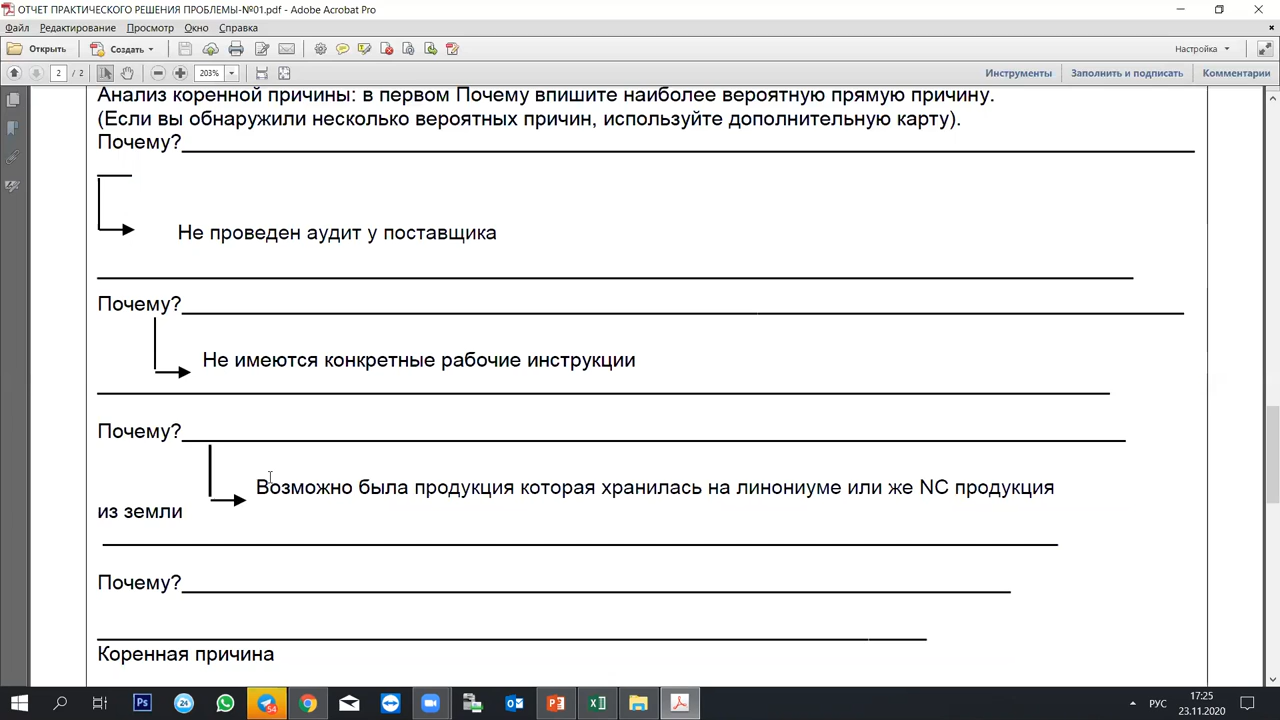 ОТЧЕТ ПРАКТИЧЕСКОГО РЕШЕНИЯ ПРОБЛЕМЫ-№01.pdf - Adobe Acrobat Pro
Файл Редактирование Просмотр Окно Справка
Открыть Создать Настройка
2 / 2 203% Инструменты Заполнить и подписать Комментарии
Анализ коренной причины: в первом Почему впишите наиболее вероятную прямую причину.
(Если вы обнаружили несколько вероятных причин, используйте дополнительную карту).
Почему?
Не проведен аудит у поставщика
Почему?
Не имеются конкретные рабочие инструкции
Почему?
Возможно была продукция которая хранилась на линониуме или же NC продукция
из земли
Почему?
Коренная причина
Ps 24 54 РУС 17:25
23.11.2020